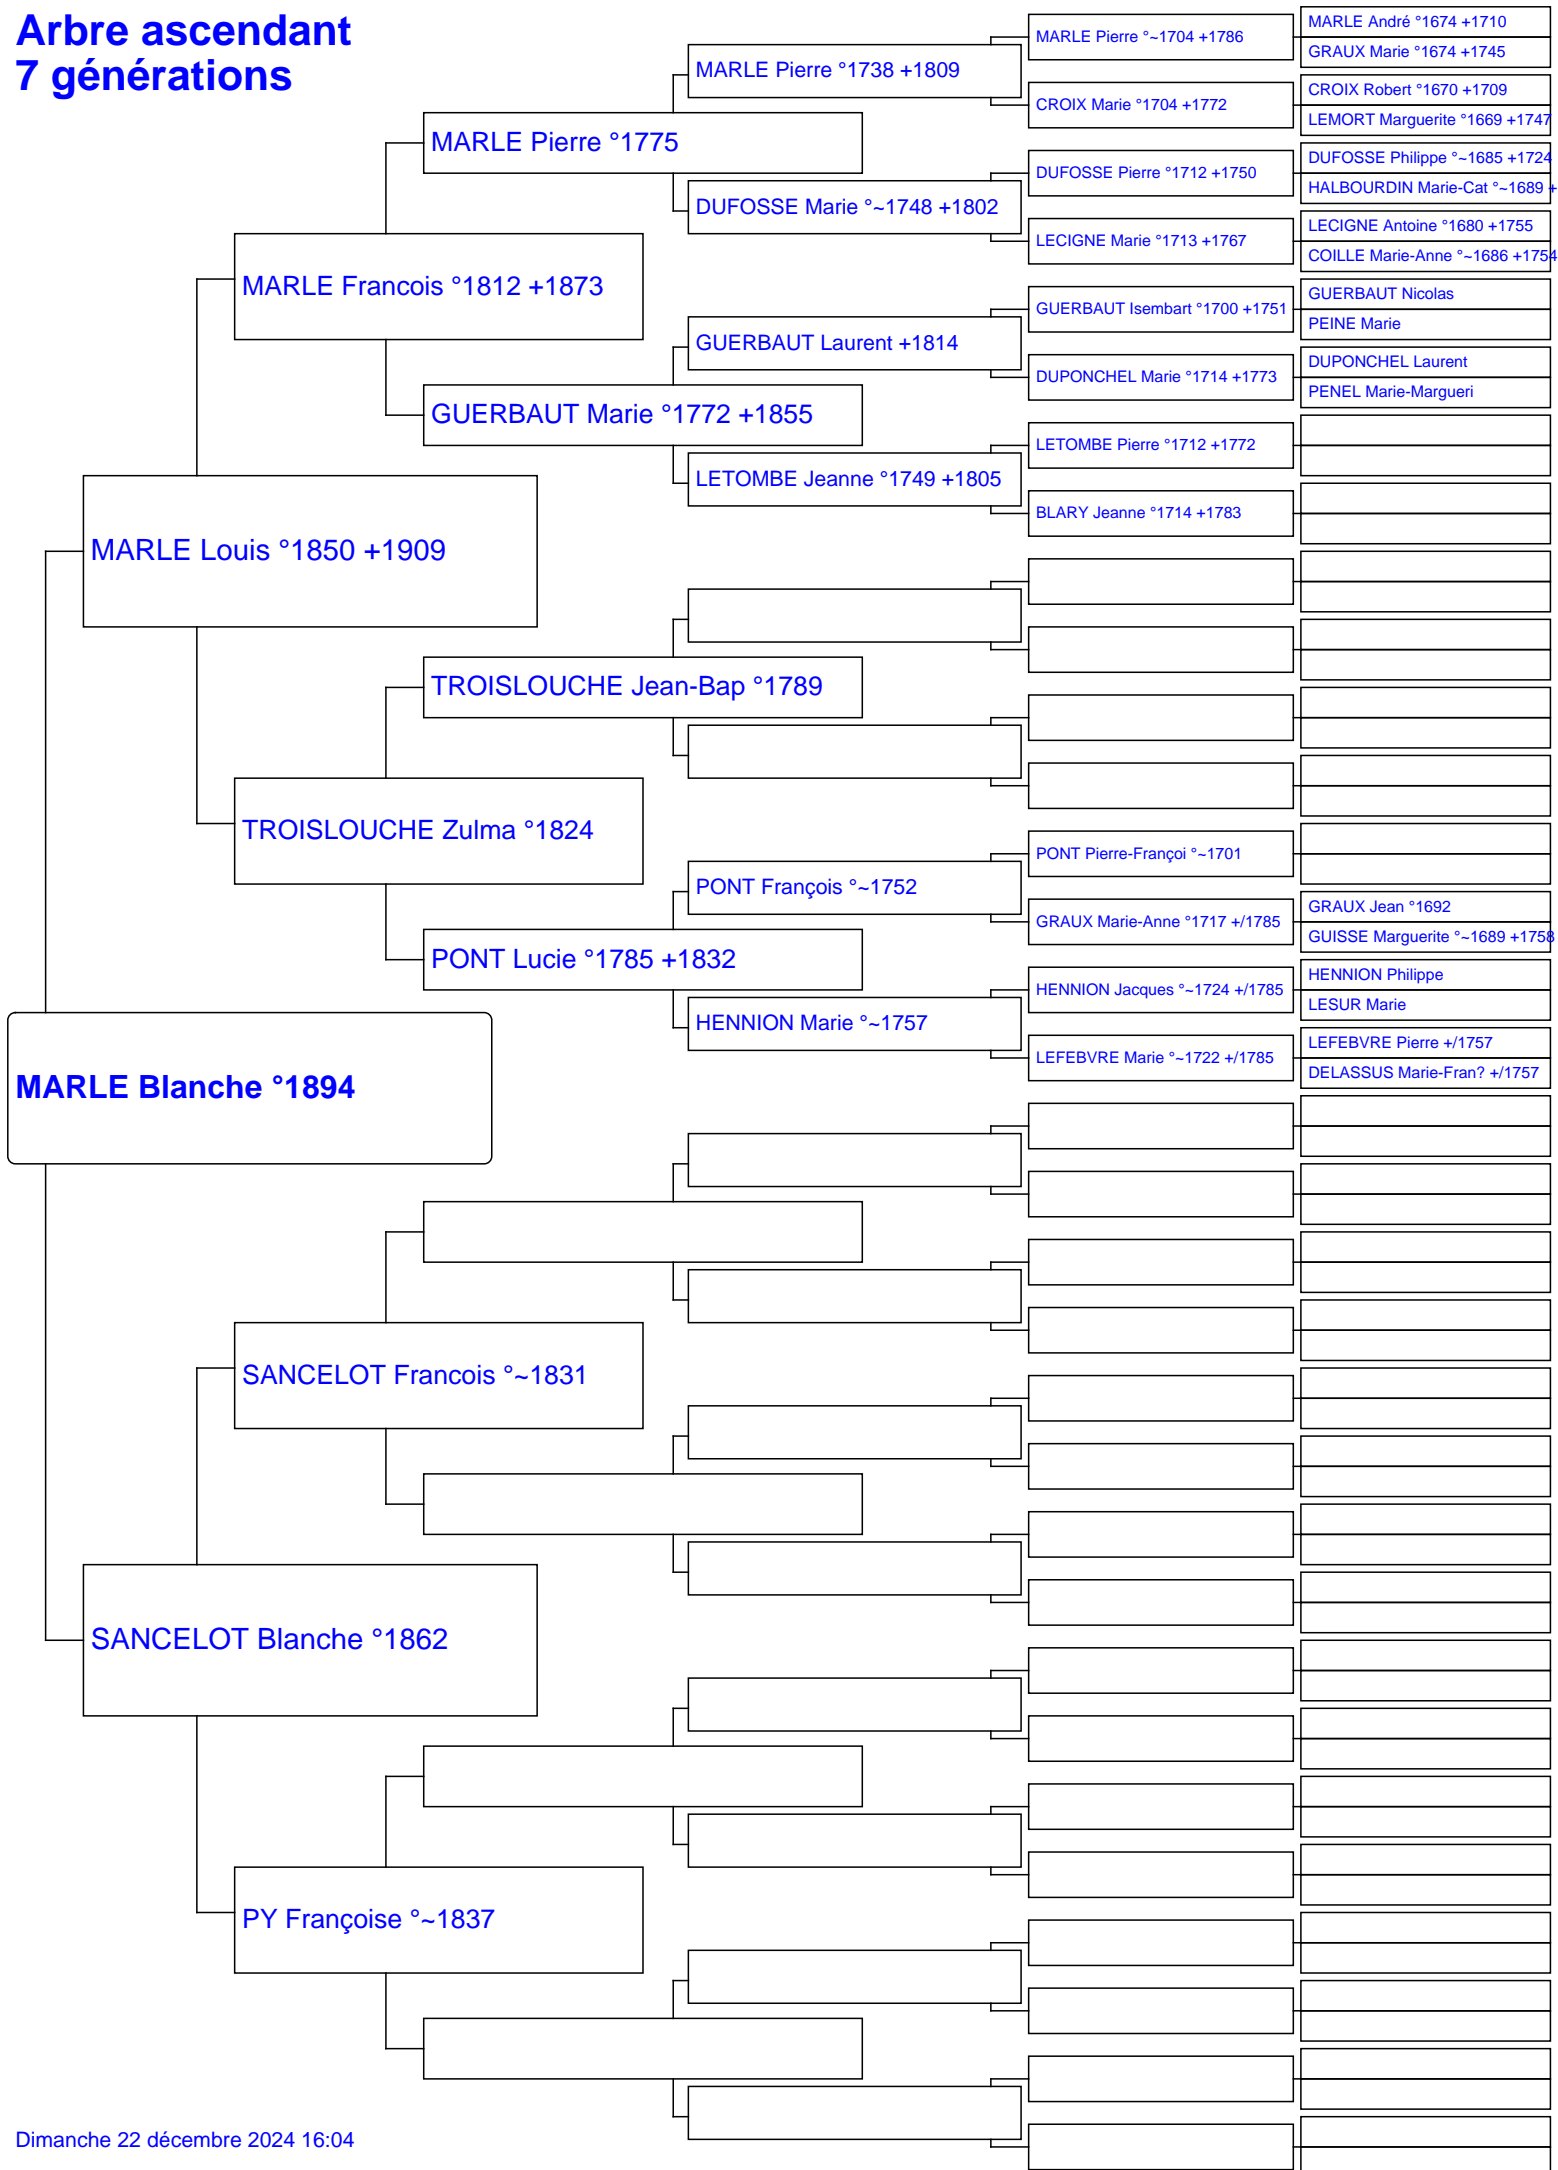 Arbre ascendant
7 générations
MARLE Blanche °1894
MARLE Louis °1850 +1909
SANCELOT Blanche °1862
MARLE Francois °1812 +1873
TROISLOUCHE Zulma °1824
SANCELOT Francois °~1831
PY Françoise °~1837
MARLE Pierre °1775
GUERBAUT Marie °1772 +1855
TROISLOUCHE Jean-Bap °1789
PONT Lucie °1785 +1832
MARLE Pierre °1738 +1809
DUFOSSE Marie °~1748 +1802
GUERBAUT Laurent +1814
LETOMBE Jeanne °1749 +1805
PONT François °~1752
HENNION Marie °~1757
MARLE Pierre °~1704 +1786
CROIX Marie °1704 +1772
DUFOSSE Pierre °1712 +1750
LECIGNE Marie °1713 +1767
GUERBAUT Isembart °1700 +1751
DUPONCHEL Marie °1714 +1773
LETOMBE Pierre °1712 +1772
BLARY Jeanne °1714 +1783
PONT Pierre-Françoi °~1701
GRAUX Marie-Anne °1717 +/1785
HENNION Jacques °~1724 +/1785
LEFEBVRE Marie °~1722 +/1785
MARLE André °1674 +1710
GRAUX Marie °1674 +1745
CROIX Robert °1670 +1709
LEMORT Marguerite °1669 +1747
DUFOSSE Philippe °~1685 +1724
HALBOURDIN Marie-Cat °~1689 +
LECIGNE Antoine °1680 +1755
COILLE Marie-Anne °~1686 +1754
GUERBAUT Nicolas
PEINE Marie
DUPONCHEL Laurent
PENEL Marie-Margueri
GRAUX Jean °1692
GUISSE Marguerite °~1689 +1758
HENNION Philippe
LESUR Marie
LEFEBVRE Pierre +/1757
DELASSUS Marie-Fran? +/1757
Dimanche 22 décembre 2024 16:04